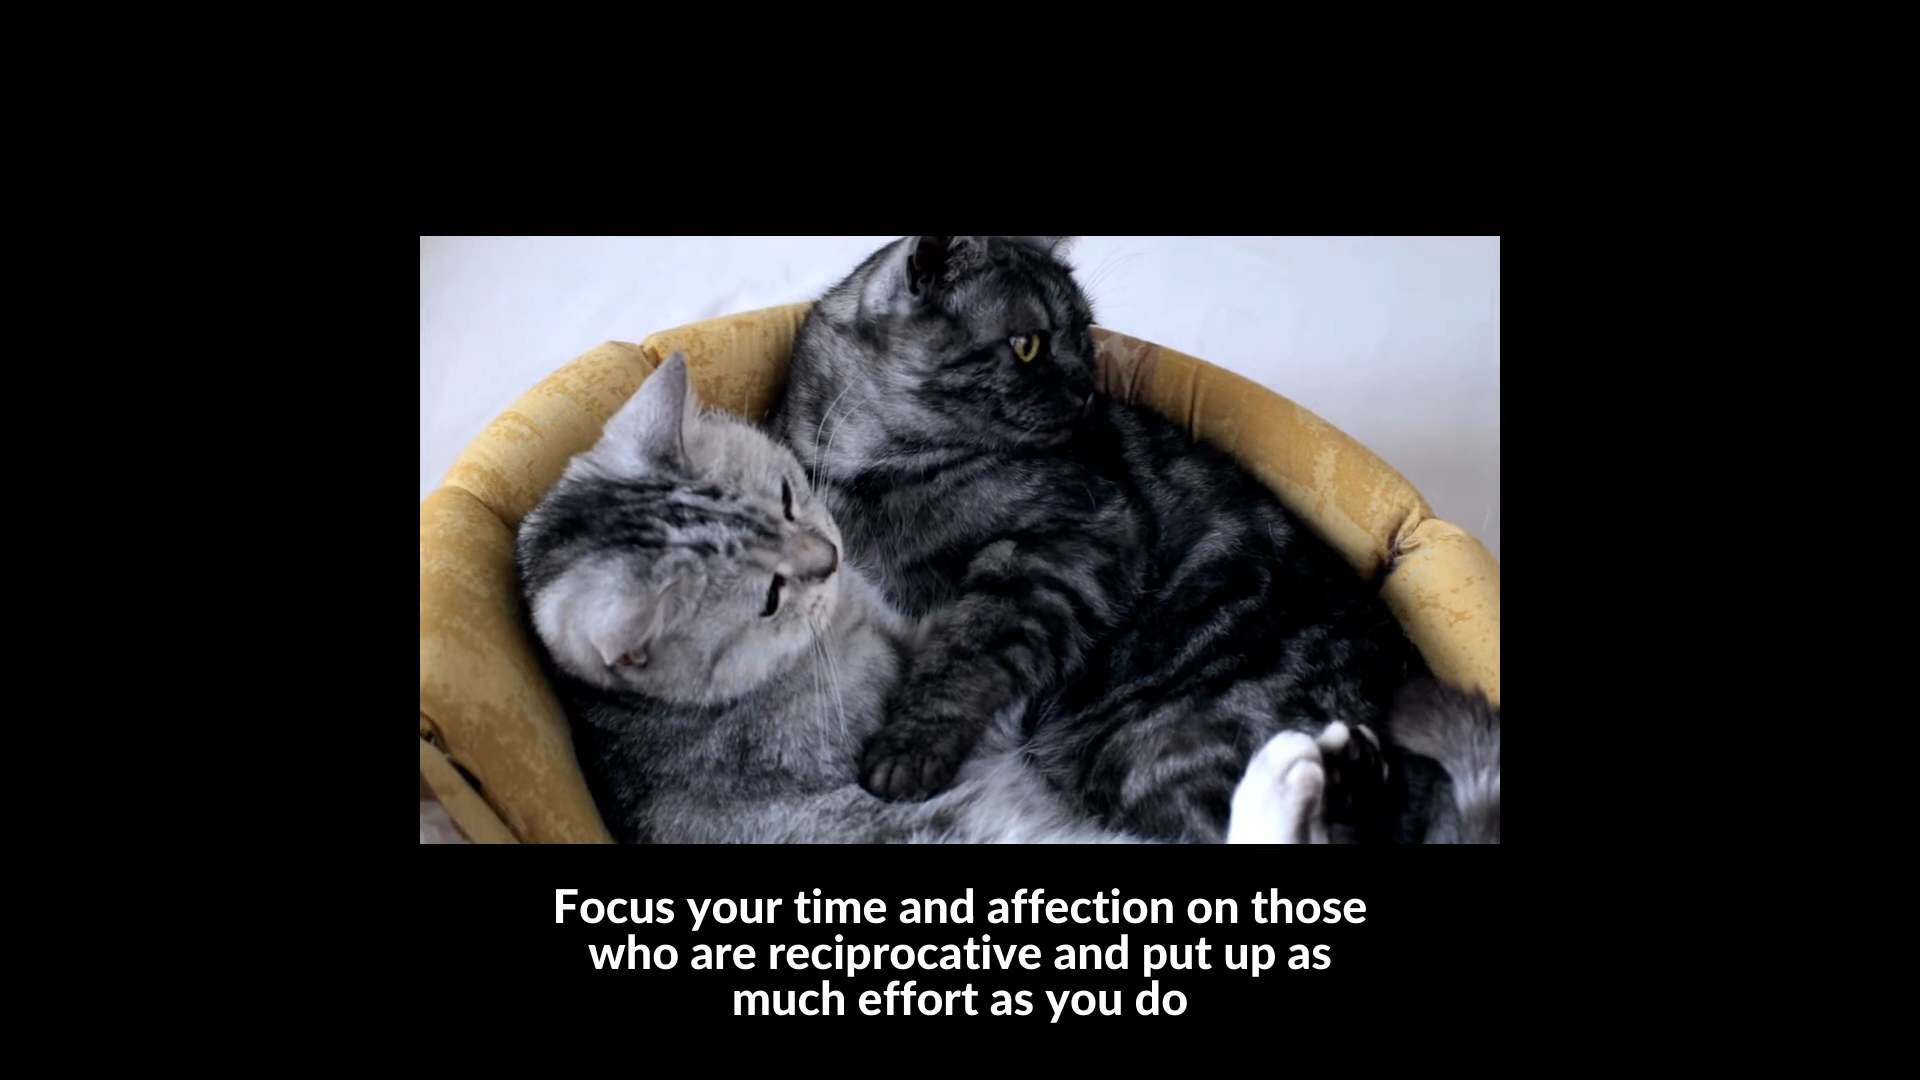 Focus your time and affection on those
who are reciprocative and put up as
much effort as you do